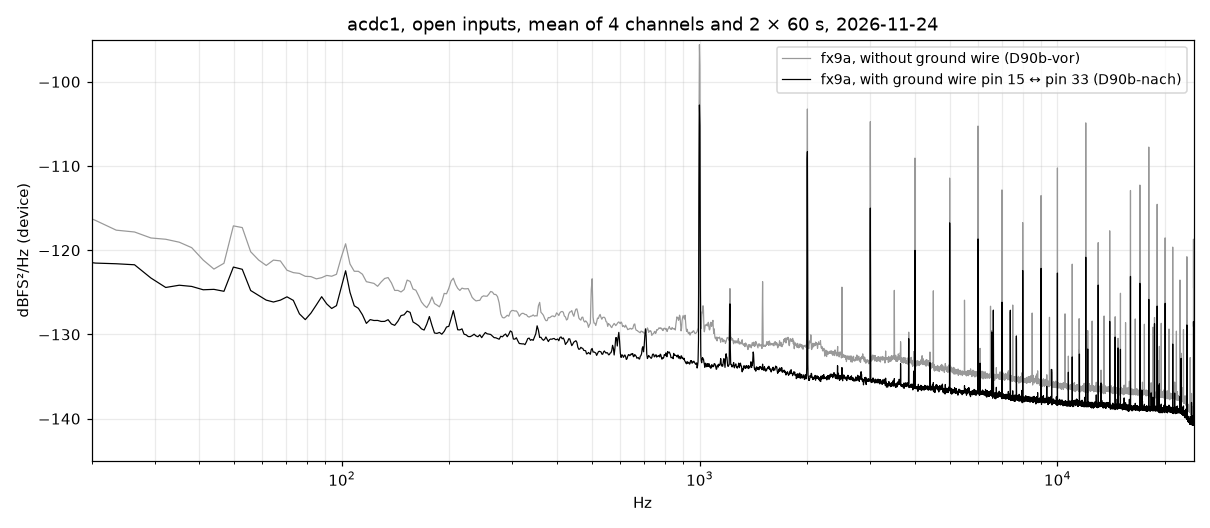 acdc1, open inputs, mean of 4 channels and 2 × 60 s, 2026-11-24
fx9a, without ground wire (D90b-vor)
fx9a, with ground wire pin 15 ↔ pin 33 (D90b-nach)
dBFS²/Hz (device)
−100
−110
−120
−130
−140
10²
10³
10⁴
Hz